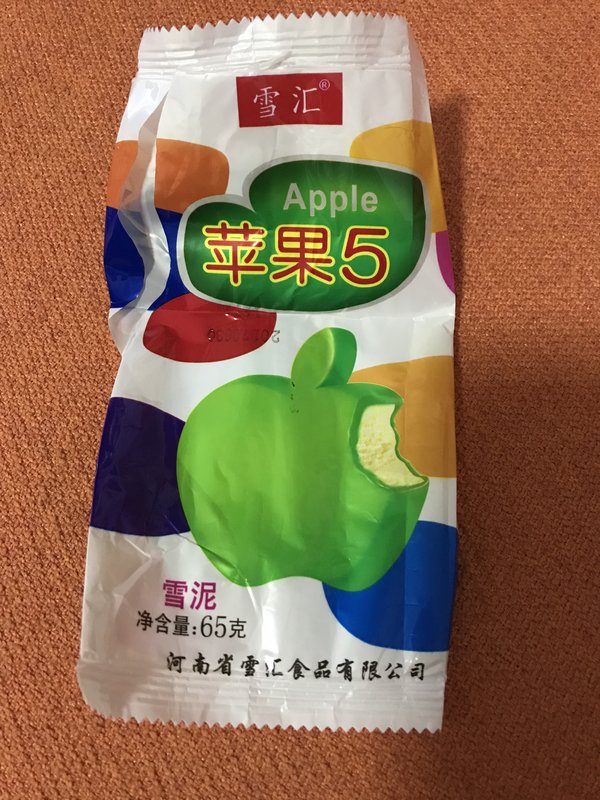 雪汇®
Apple
苹果5
雪泥
净含量:65克
河南省雪汇食品有限公司